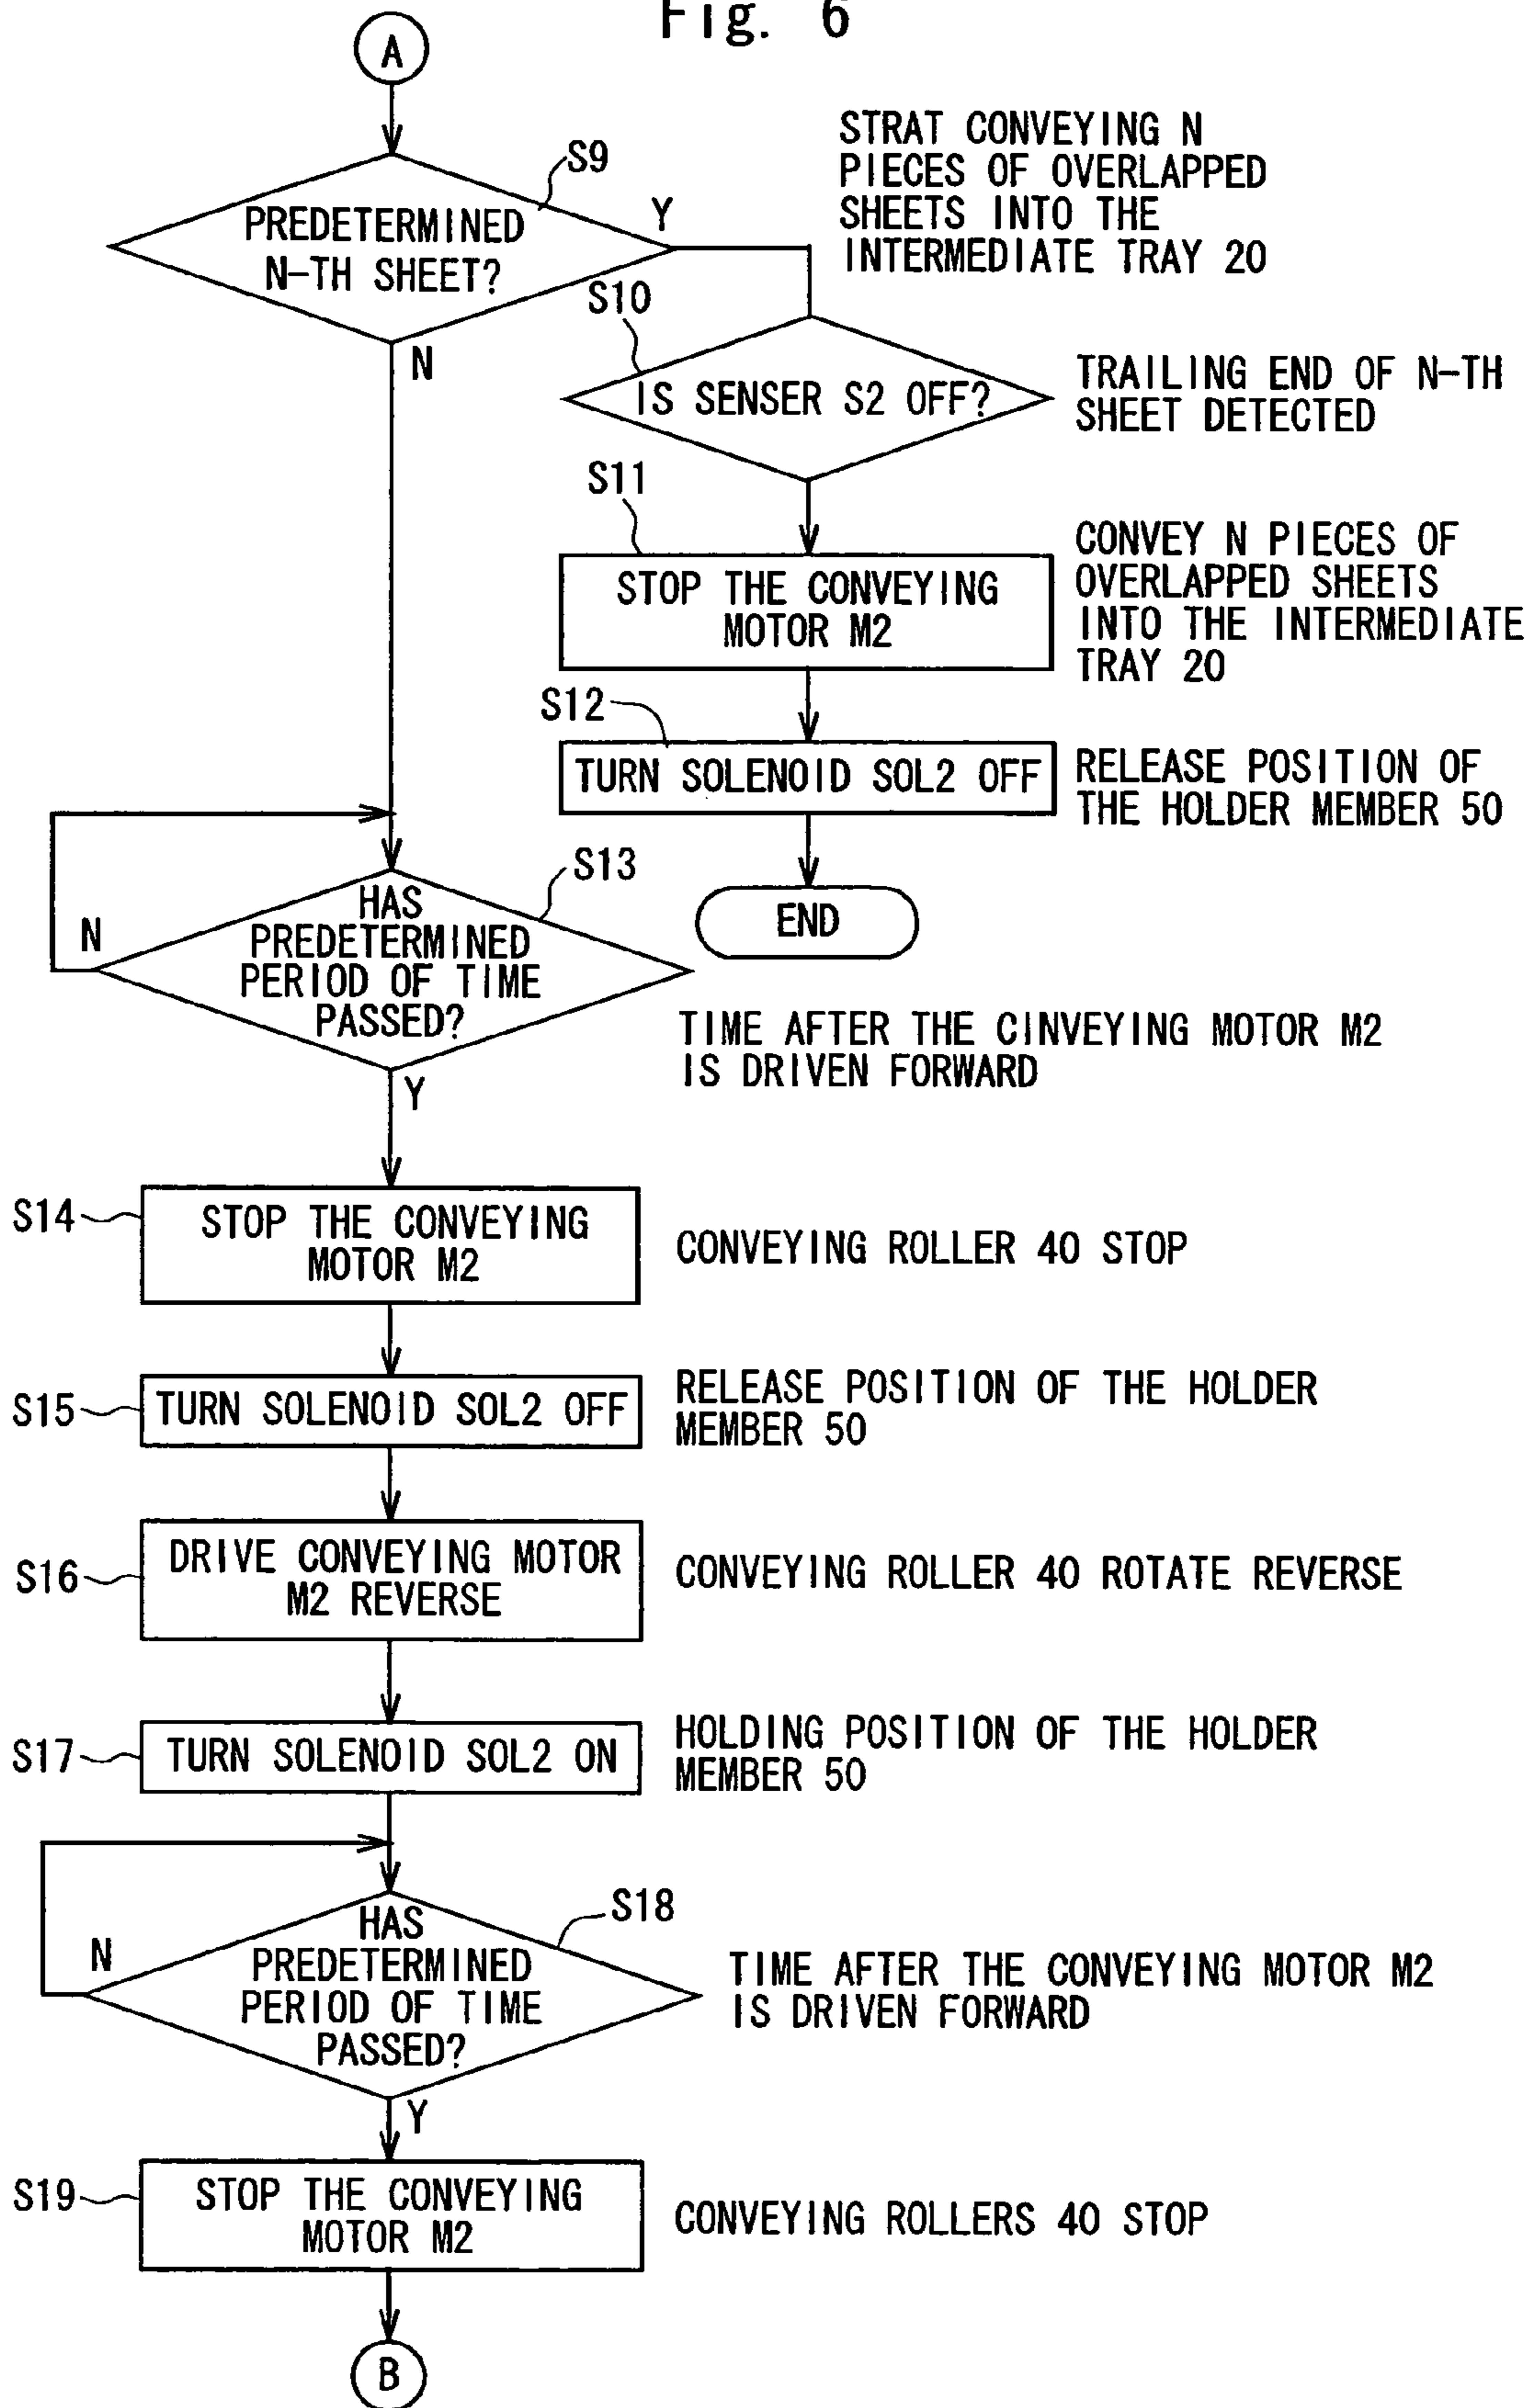 Fig. 6
A
S9
PREDETERMINED
N-TH SHEET?
Y
N
STRAT CONVEYING N
PIECES OF OVERLAPPED
SHEETS INTO THE
INTERMEDIATE TRAY 20
S10
IS SENSER S2 OFF?
TRAILING END OF N-TH
SHEET DETECTED
S11
STOP THE CONVEYING
MOTOR M2
CONVEY N PIECES OF
OVERLAPPED SHEETS
INTO THE INTERMEDIATE
TRAY 20
S12
TURN SOLENOID SOL2 OFF
RELEASE POSITION OF
THE HOLDER MEMBER 50
END
S13
HAS
PREDETERMINED
PERIOD OF TIME
PASSED?
N
Y
TIME AFTER THE CINVEYING MOTOR M2
IS DRIVEN FORWARD
S14
STOP THE CONVEYING
MOTOR M2
CONVEYING ROLLER 40 STOP
S15
TURN SOLENOID SOL2 OFF
RELEASE POSITION OF THE HOLDER
MEMBER 50
S16
DRIVE CONVEYING MOTOR
M2 REVERSE
CONVEYING ROLLER 40 ROTATE REVERSE
S17
TURN SOLENOID SOL2 ON
HOLDING POSITION OF THE HOLDER
MEMBER 50
S18
HAS
PREDETERMINED
PERIOD OF TIME
PASSED?
N
Y
TIME AFTER THE CONVEYING MOTOR M2
IS DRIVEN FORWARD
S19
STOP THE CONVEYING
MOTOR M2
CONVEYING ROLLERS 40 STOP
B